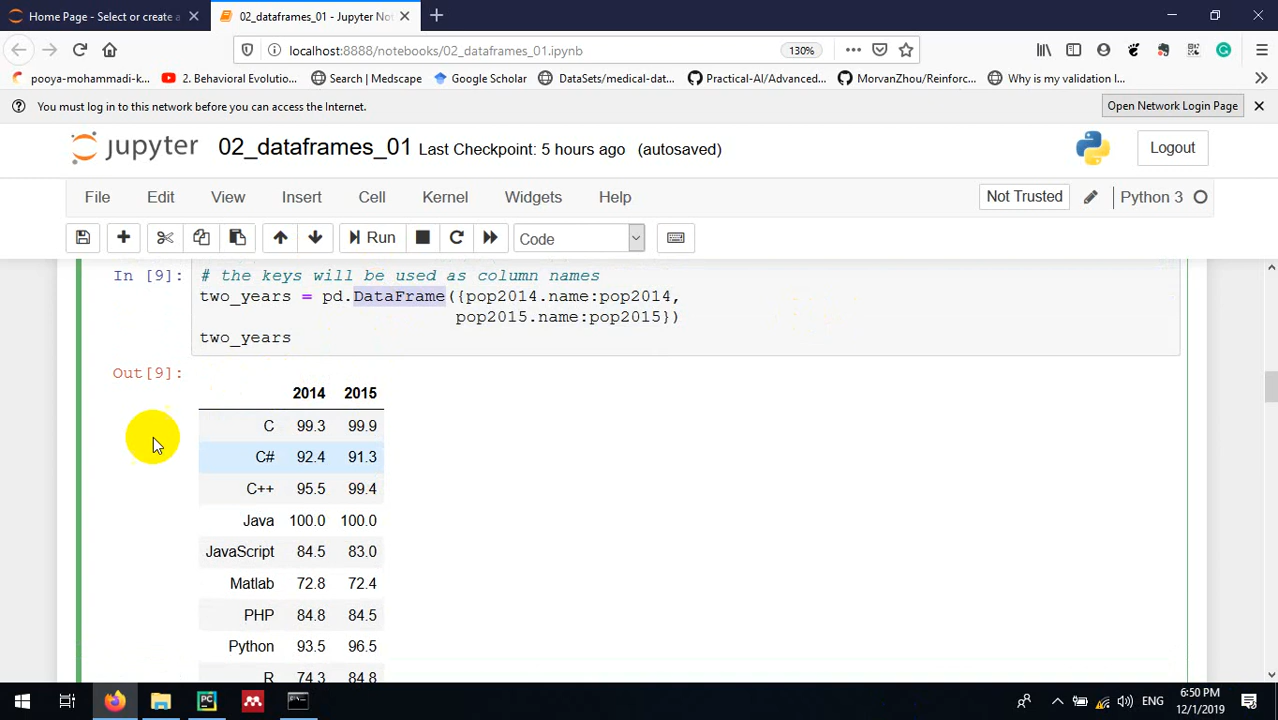 Home Page - Select or create a
02_dataframes_01 - Jupyter Not
localhost:8888/notebooks/02_dataframes_01.ipynb
130%
pooya-mohammadi-k...
2. Behavioral Evolutio...
Search | Medscape
Google Scholar
DataSets/medical-dat...
Practical-AI/Advanced...
MorvanZhou/Reinforc...
Why is my validation l...
You must log in to this network before you can access the Internet.
Open Network Login Page
jupyter
02_dataframes_01 Last Checkpoint: 5 hours ago (autosaved)
Logout
File Edit View Insert Cell Kernel Widgets Help
Not Trusted
Python 3
Run
Code
In [9]:
# the keys will be used as column names
two_years = pd.DataFrame({pop2014.name:pop2014,
pop2015.name:pop2015})
two_years
Out[9]:
2014 2015
C 99.3 99.9
C# 92.4 91.3
C++ 95.5 99.4
Java 100.0 100.0
JavaScript 84.5 83.0
Matlab 72.8 72.4
PHP 84.8 84.5
Python 93.5 96.5
R 74.3 84.8
ENG
6:50 PM
12/1/2019